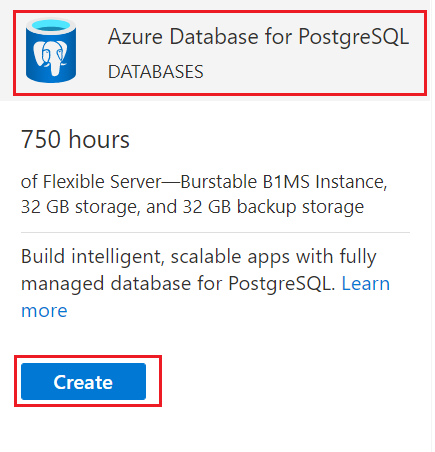 Azure Database for PostgreSQL
DATABASES
750 hours
of Flexible Server—Burstable B1MS Instance,
32 GB storage, and 32 GB backup storage
Build intelligent, scalable apps with fully
managed database for PostgreSQL. Learn
more
Create